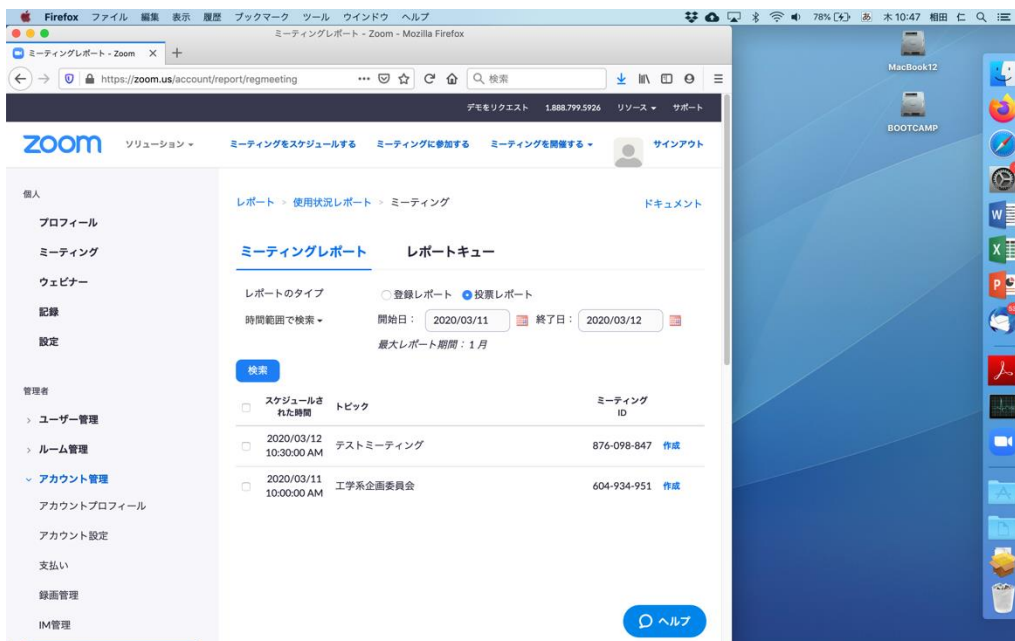 Firefox ファイル 編集 表示 履歴 ブックマーク ツール ウインドウ ヘルプ 78% あ 木10:47 相田 仁
ミーティングレポート - Zoom - Mozilla Firefox
ミーティングレポート - Zoom × +
https://zoom.us/account/report/regmeeting 検索
MacBook12
BOOTCAMP
デモをリクエスト 1.888.799.5926 リソース サポート
zoom ソリューション ミーティングをスケジュールする ミーティングに参加する ミーティングを開催する サインアウト
個人
プロフィール
ミーティング
ウェビナー
記録
設定
管理者
ユーザー管理
ルーム管理
アカウント管理
アカウントプロフィール
アカウント設定
支払い
録画管理
IM管理
レポート > 使用状況レポート > ミーティング ドキュメント
ミーティングレポート レポートキュー
レポートのタイプ 登録レポート 投票レポート
時間範囲で検索 開始日： 2020/03/11 終了日： 2020/03/12
最大レポート期間：1月
検索
スケジュールされた時間 トピック ミーティングID
2020/03/12 10:30:00 AM テストミーティング 876-098-847 作成
2020/03/11 10:00:00 AM 工学系企画委員会 604-934-951 作成
ヘルプ